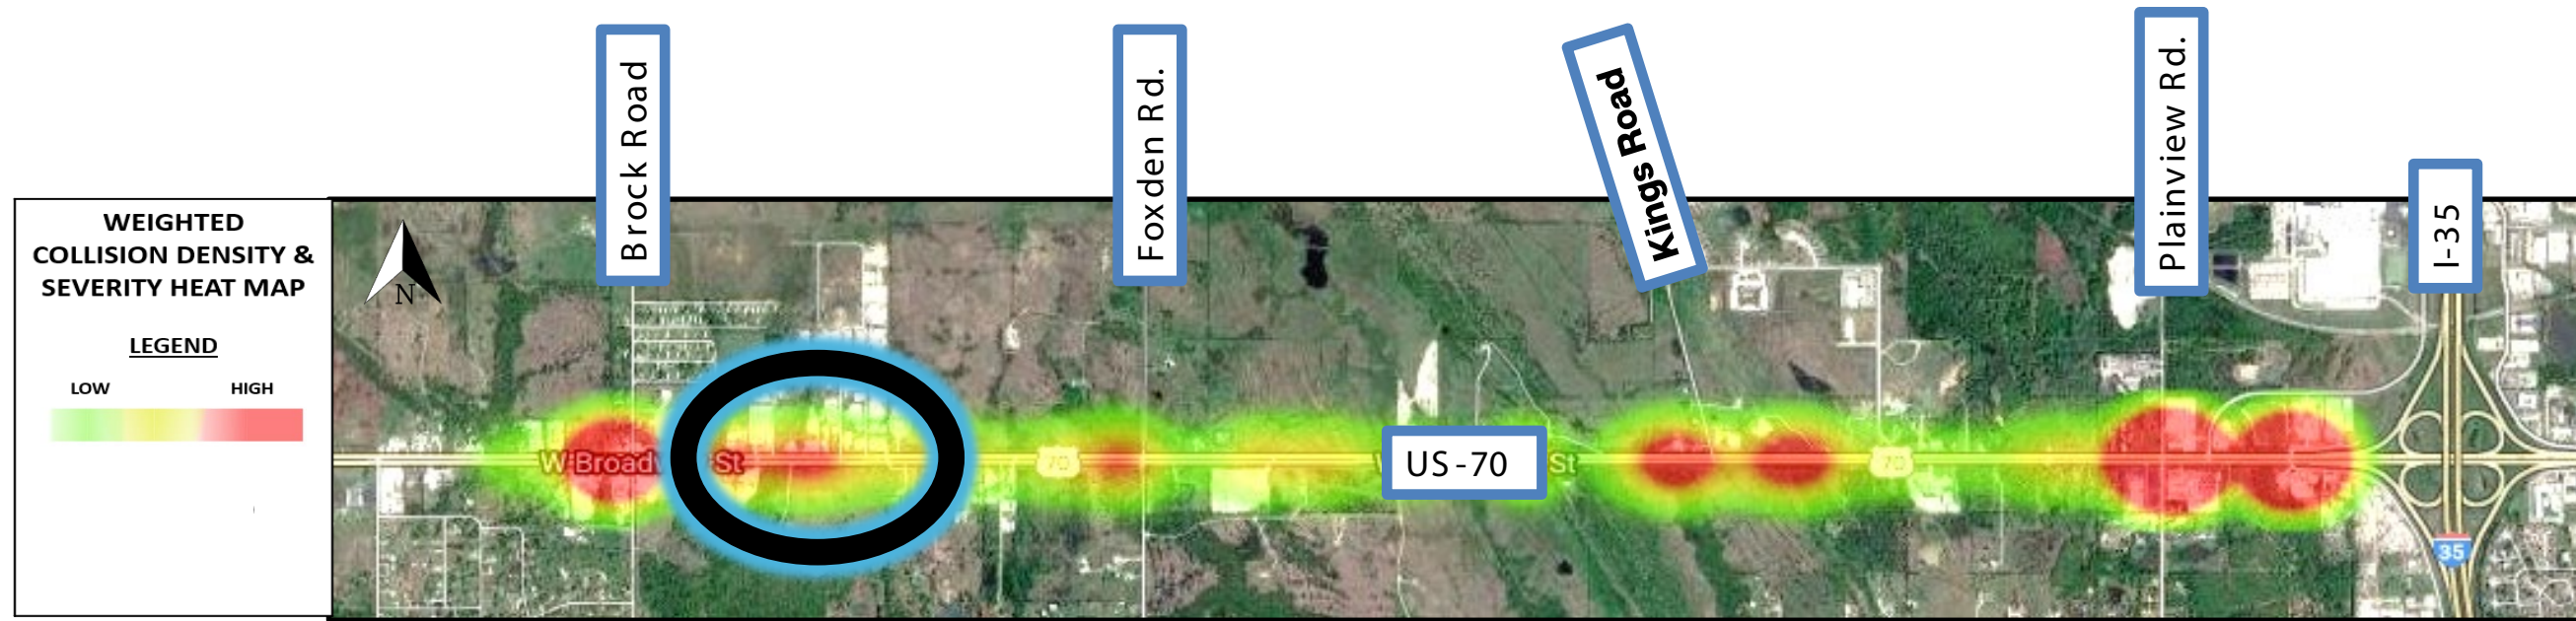 Brock Road
Foxden Rd.
Kings Road
Plainview Rd.
I-35
WEIGHTED
COLLISION DENSITY &
SEVERITY HEAT MAP
LEGEND
LOW HIGH
N
W Broadw St
70
US-70
W St
70
35